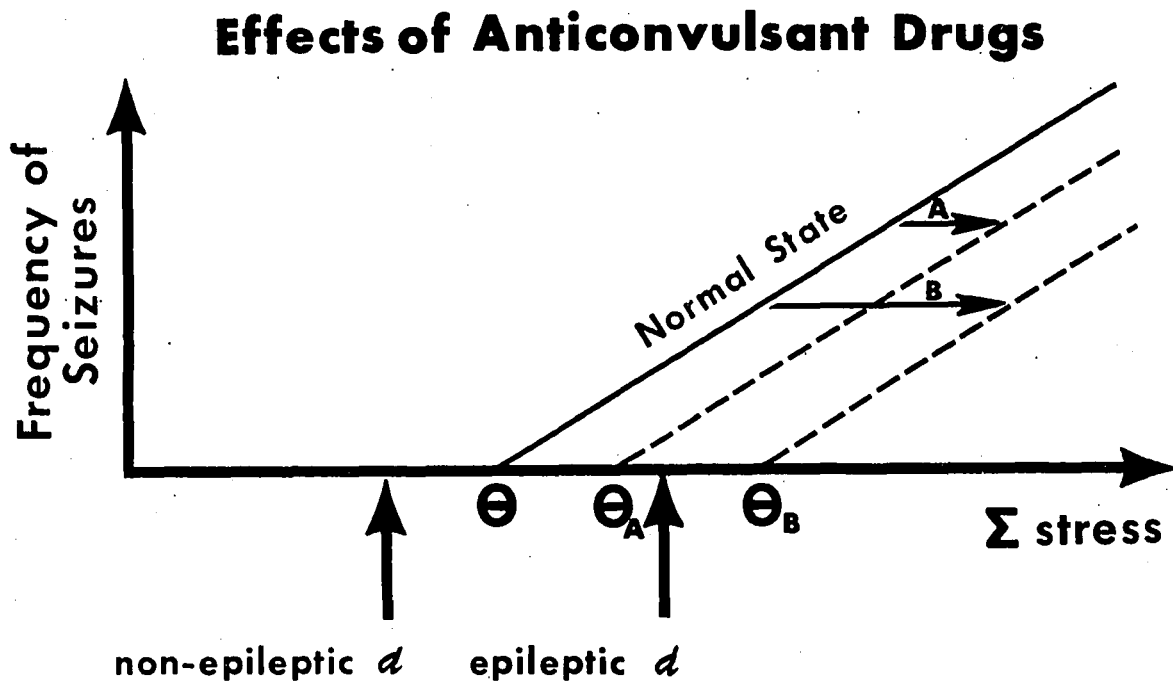 Effects of Anticonvulsant Drugs
Frequency of
Seizures
Normal State
A
B
Θ
Θ_A
Θ_B
Σ stress
non-epileptic d
epileptic d